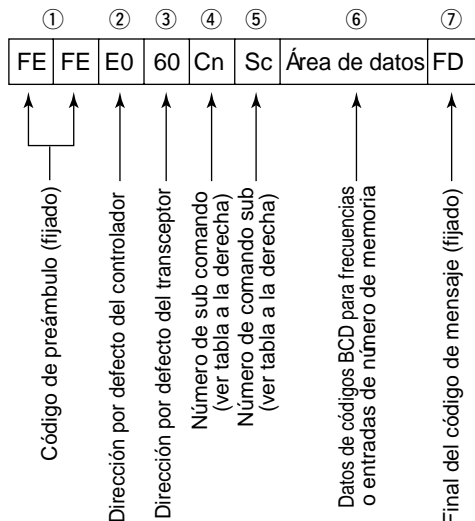 ① ② ③ ④ ⑤ ⑥ ⑦
FE FE E0 60 Cn Sc Área de datos FD
Código de preámbulo (fijado)
Dirección por defecto del controlador
Dirección por defecto del transceptor
Número de sub comando
(ver tabla a la derecha)
Número de comando sub
(ver tabla a la derecha)
Datos de códigos BCD para frecuencias
o entradas de número de memoria
Final del código de mensaje (fijado)